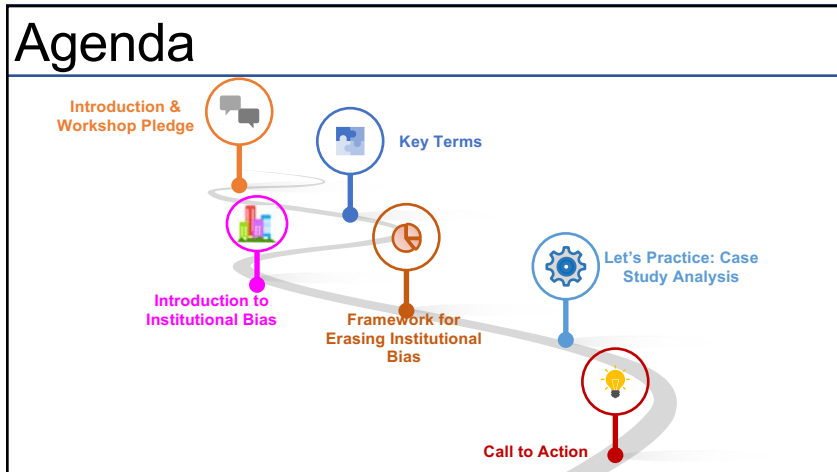 Agenda
Introduction &
Workshop Pledge
Key Terms
Introduction to
Institutional Bias
Framework for
Erasing Institutional
Bias
Let's Practice: Case
Study Analysis
Call to Action